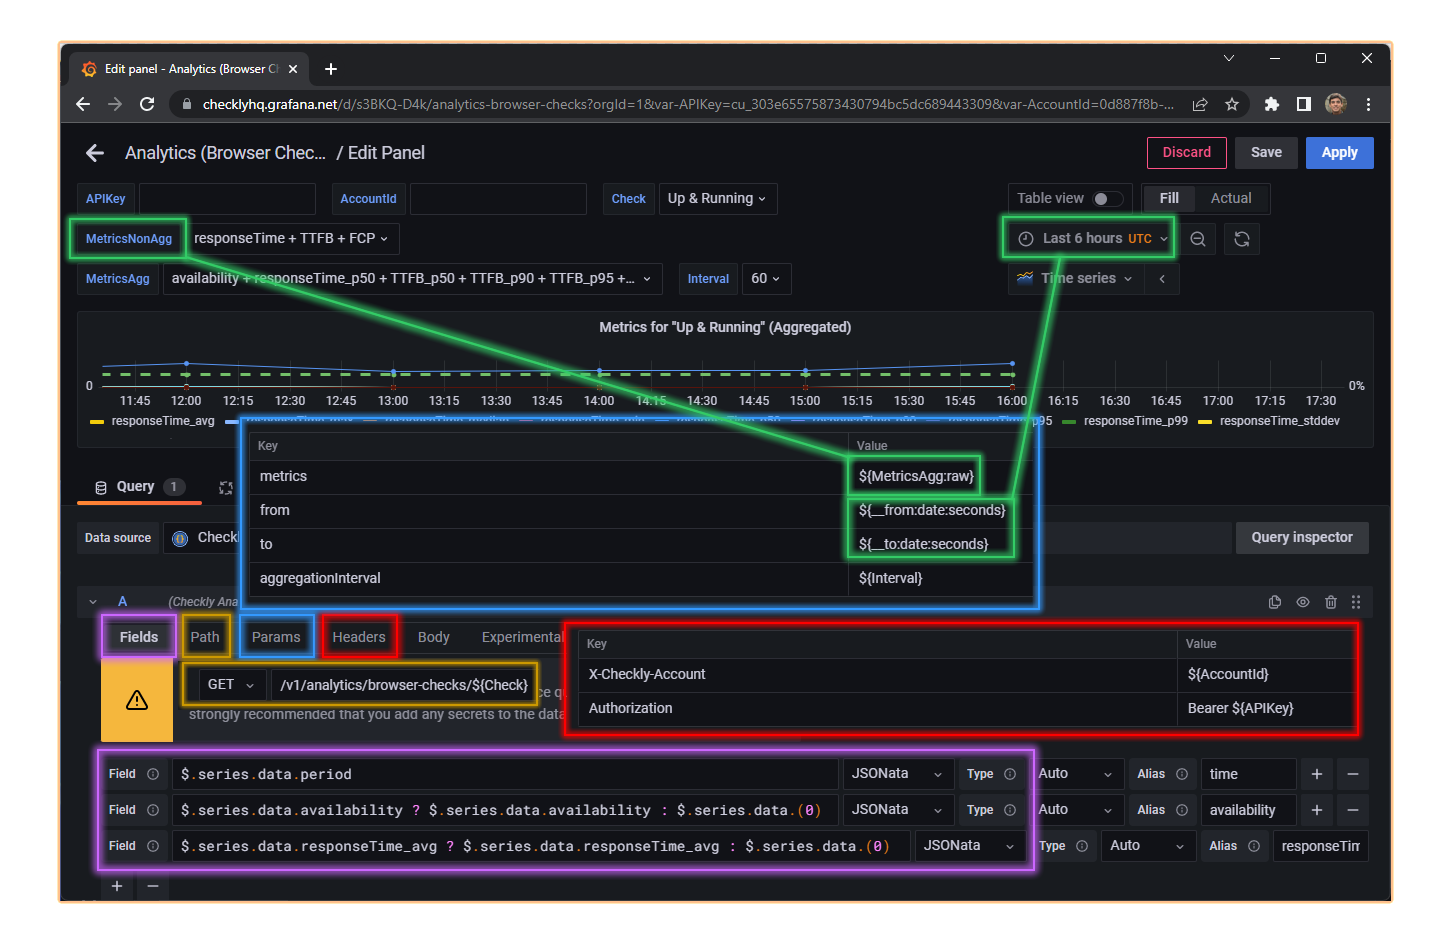 Edit panel - Analytics (Browser Ch
checklyhq.grafana.net/d/s3BKQ-D4k/analytics-browser-checks?orgId=1&var-APIKey=cu_303e65575873430794bc5dc689443309&var-AccountId=0d887f8b-...
Analytics (Browser Chec... / Edit Panel
Discard Save Apply
APIKey AccountId Check Up & Running Table view Fill Actual
MetricsNonAgg responseTime + TTFB + FCP Last 6 hours UTC
MetricsAgg availability + responseTime_p50 + TTFB_p50 + TTFB_p90 + TTFB_p95 +... Interval 60 Time series
Metrics for "Up & Running" (Aggregated)
0 0%
11:45 12:00 12:15 12:30 12:45 13:00 13:15 13:30 13:45 14:00 14:15 14:30 14:45 15:00 15:15 15:30 15:45 16:00 16:15 16:30 16:45 17:00 17:15 17:30
responseTime_avg p95 responseTime_p99 responseTime_stddev
Key Value
metrics ${MetricsAgg:raw}
Query 1
from ${__from:date:seconds}
Data source Checkl Query inspector
to ${__to:date:seconds}
aggregationInterval ${Interval}
A (Checkly Ana
Fields Path Params Headers Body Experimental
Key Value
X-Checkly-Account ${AccountId}
GET /v1/analytics/browser-checks/${Check} ce qu
Authorization Bearer ${APIKey}
strongly recommended that you add any secrets to the data
Field $.series.data.period JSONata Type Auto Alias time
Field $.series.data.availability ? $.series.data.availability : $.series.data.(0) JSONata Type Auto Alias availability
Field $.series.data.responseTime_avg ? $.series.data.responseTime_avg : $.series.data.(0) JSONata Type Auto Alias responseTim